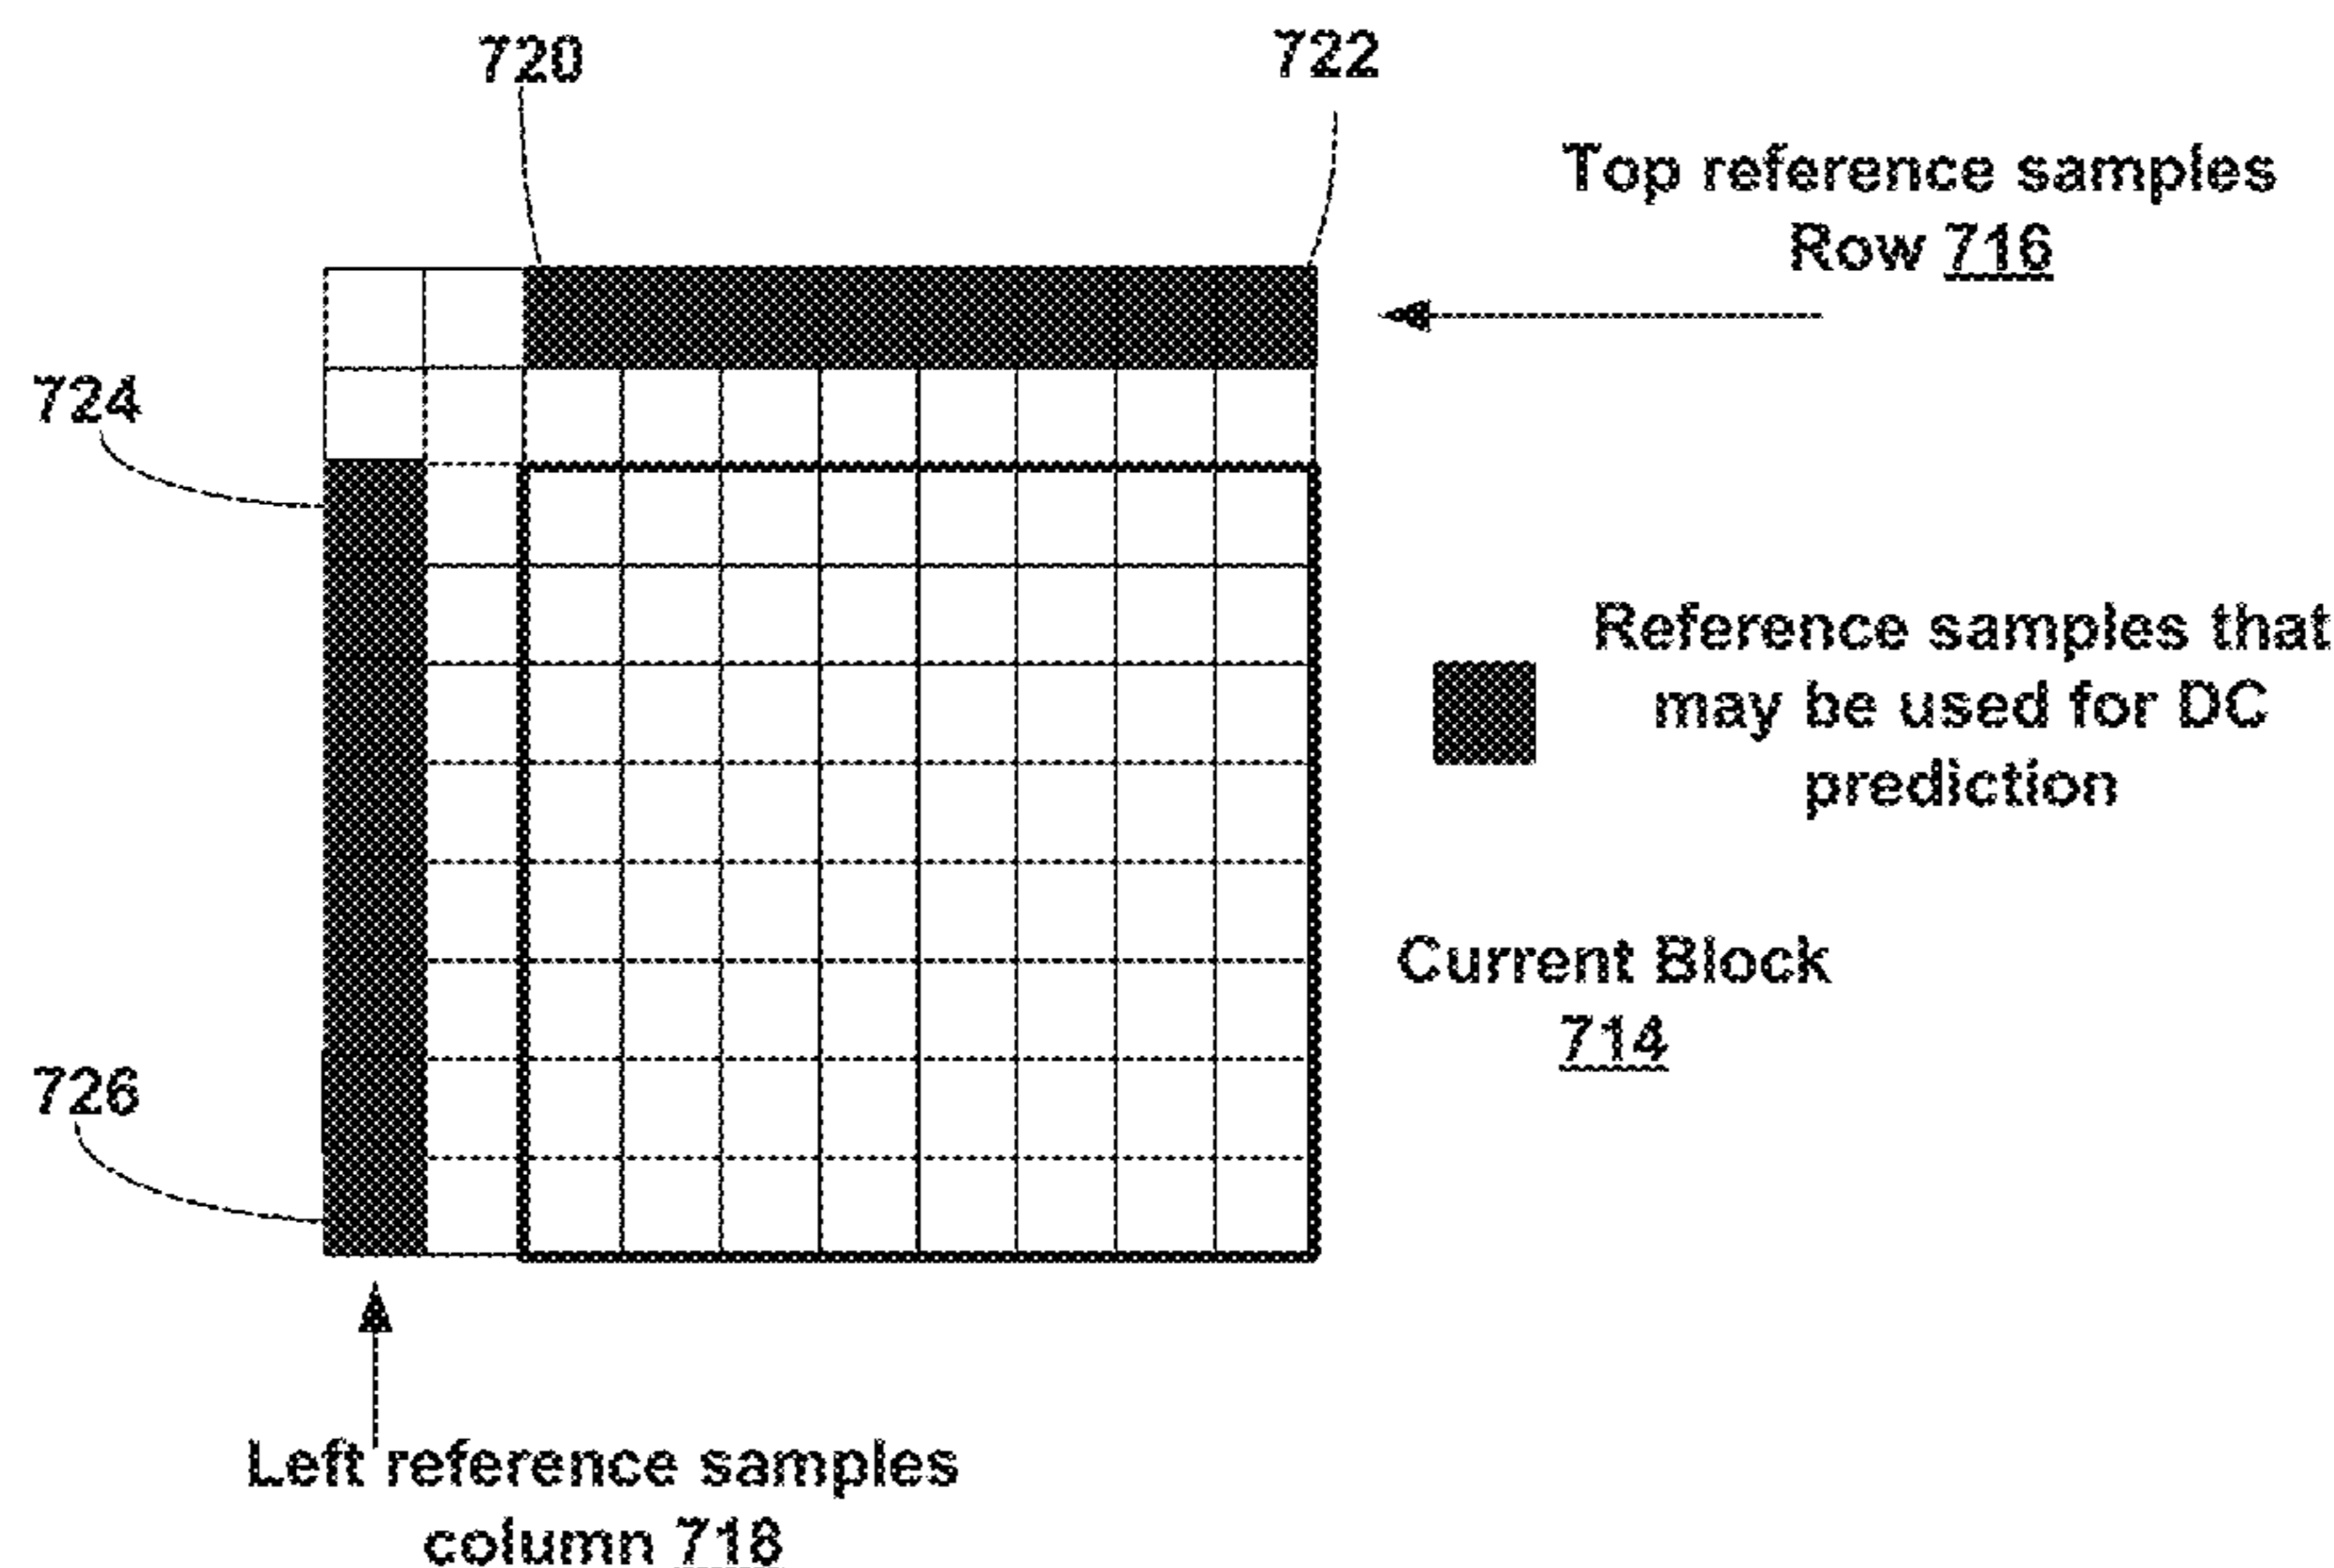 720
722
Top reference samples
Row 716
724
Reference samples that
may be used for DC
prediction
Current Block
714
726
Left reference samples
column 718